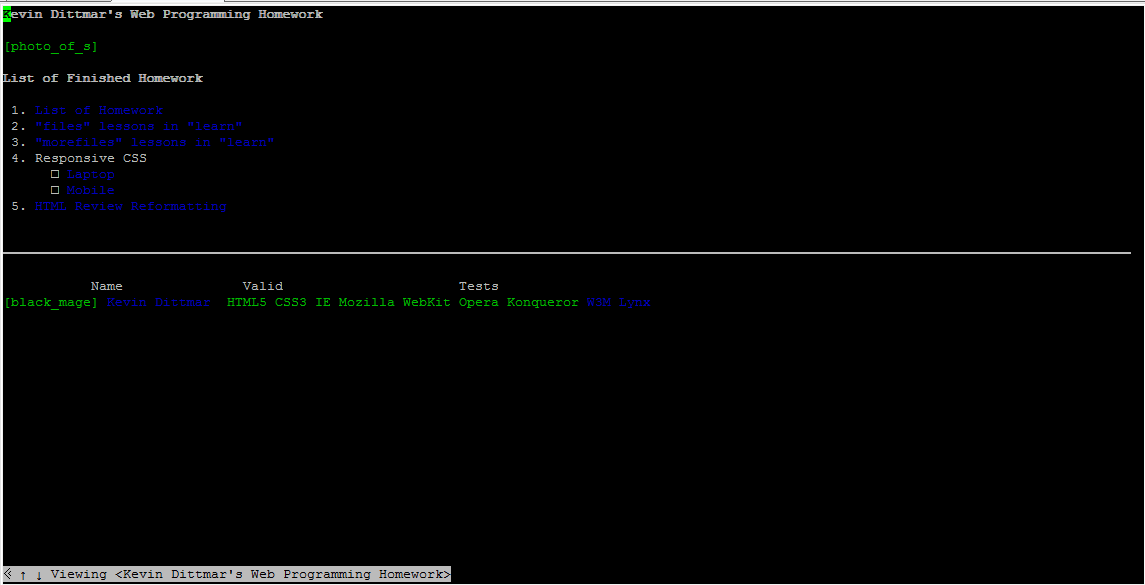 Kevin Dittmar's Web Programming Homework
[photo_of_s]
List of Finished Homework
1. List of Homework
2. "files" lessons in "learn"
3. "morefiles" lessons in "learn"
4. Responsive CSS
□ Laptop
□ Mobile
5. HTML Review Reformatting
Name Valid Tests
[black_mage] Kevin Dittmar HTML5 CSS3 IE Mozilla WebKit Opera Konqueror W3M Lynx
≪ ↑ ↓ Viewing <Kevin Dittmar's Web Programming Homework>